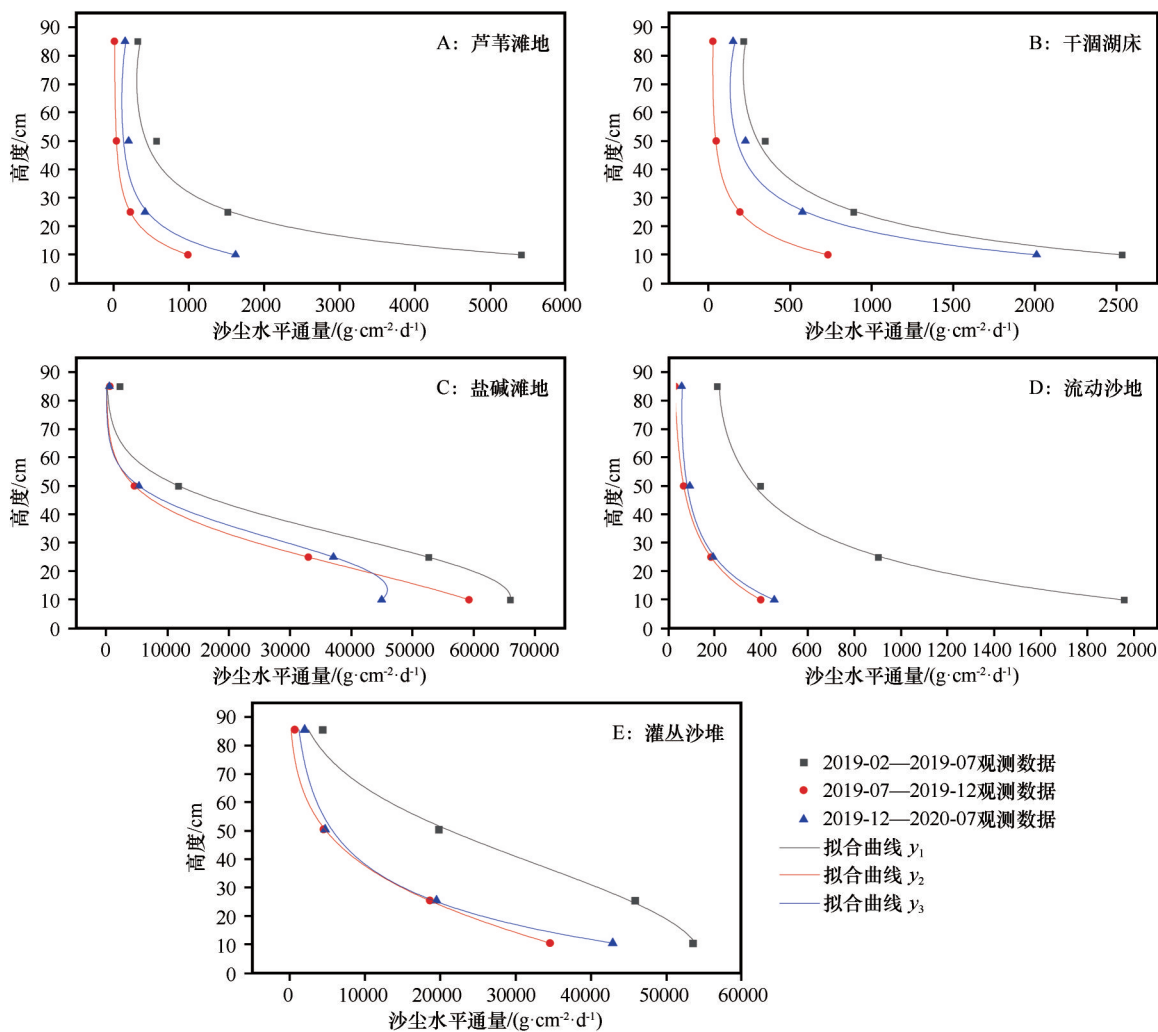 A：芦苇滩地
90
80
70
60
50
40
30
20
10
0
高度/cm
0 1000 2000 3000 4000 5000 6000
沙尘水平通量/(g·cm⁻²·d⁻¹)
B：干涸湖床
90
80
70
60
50
40
30
20
10
0
高度/cm
0 500 1000 1500 2000 2500
沙尘水平通量/(g·cm⁻²·d⁻¹)
C：盐碱滩地
90
80
70
60
50
40
30
20
10
0
高度/cm
0 10000 20000 30000 40000 50000 60000 70000
沙尘水平通量/(g·cm⁻²·d⁻¹)
D：流动沙地
90
80
70
60
50
40
30
20
10
0
高度/cm
0 200 400 600 800 1000 1200 1400 1600 1800 2000
沙尘水平通量/(g·cm⁻²·d⁻¹)
E：灌丛沙堆
90
80
70
60
50
40
30
20
10
0
高度/cm
0 10000 20000 30000 40000 50000 60000
沙尘水平通量/(g·cm⁻²·d⁻¹)
2019-02—2019-07观测数据
2019-07—2019-12观测数据
2019-12—2020-07观测数据
拟合曲线 y₁
拟合曲线 y₂
拟合曲线 y₃